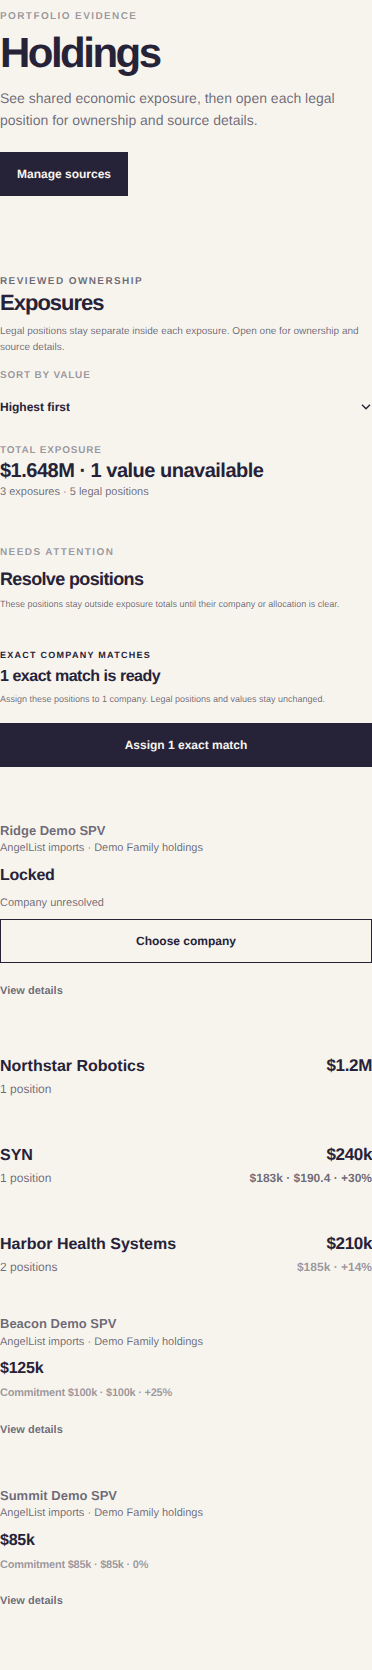 PORTFOLIO EVIDENCE
Holdings
See shared economic exposure, then open each legal
position for ownership and source details.
Manage sources
REVIEWED OWNERSHIP
Exposures
Legal positions stay separate inside each exposure. Open one for ownership and
source details.
SORT BY VALUE
Highest first
TOTAL EXPOSURE
$1.648M · 1 value unavailable
3 exposures · 5 legal positions
NEEDS ATTENTION
Resolve positions
These positions stay outside exposure totals until their company or allocation is clear.
EXACT COMPANY MATCHES
1 exact match is ready
Assign these positions to 1 company. Legal positions and values stay unchanged.
Assign 1 exact match
Ridge Demo SPV
AngelList imports · Demo Family holdings
Locked
Company unresolved
Choose company
View details
Northstar Robotics $1.2M
1 position
SYN $240k
1 position $183k · $190.4 · +30%
Harbor Health Systems $210k
2 positions $185k · +14%
Beacon Demo SPV
AngelList imports · Demo Family holdings
$125k
Commitment $100k · $100k · +25%
View details
Summit Demo SPV
AngelList imports · Demo Family holdings
$85k
Commitment $85k · $85k · 0%
View details